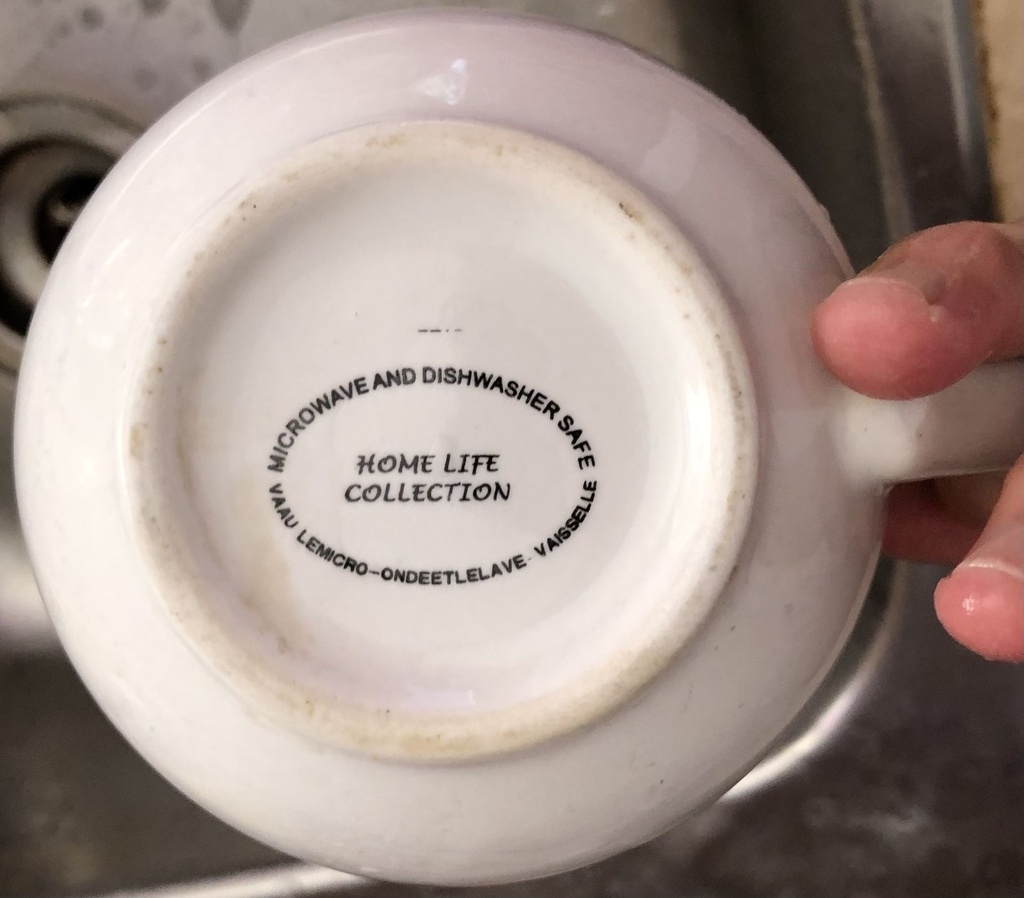 MICROWAVE AND DISHWASHER SAFE
HOME LIFE
COLLECTION
VAAU LEMICRO-ONDEETLELAVE-VAISSELLE